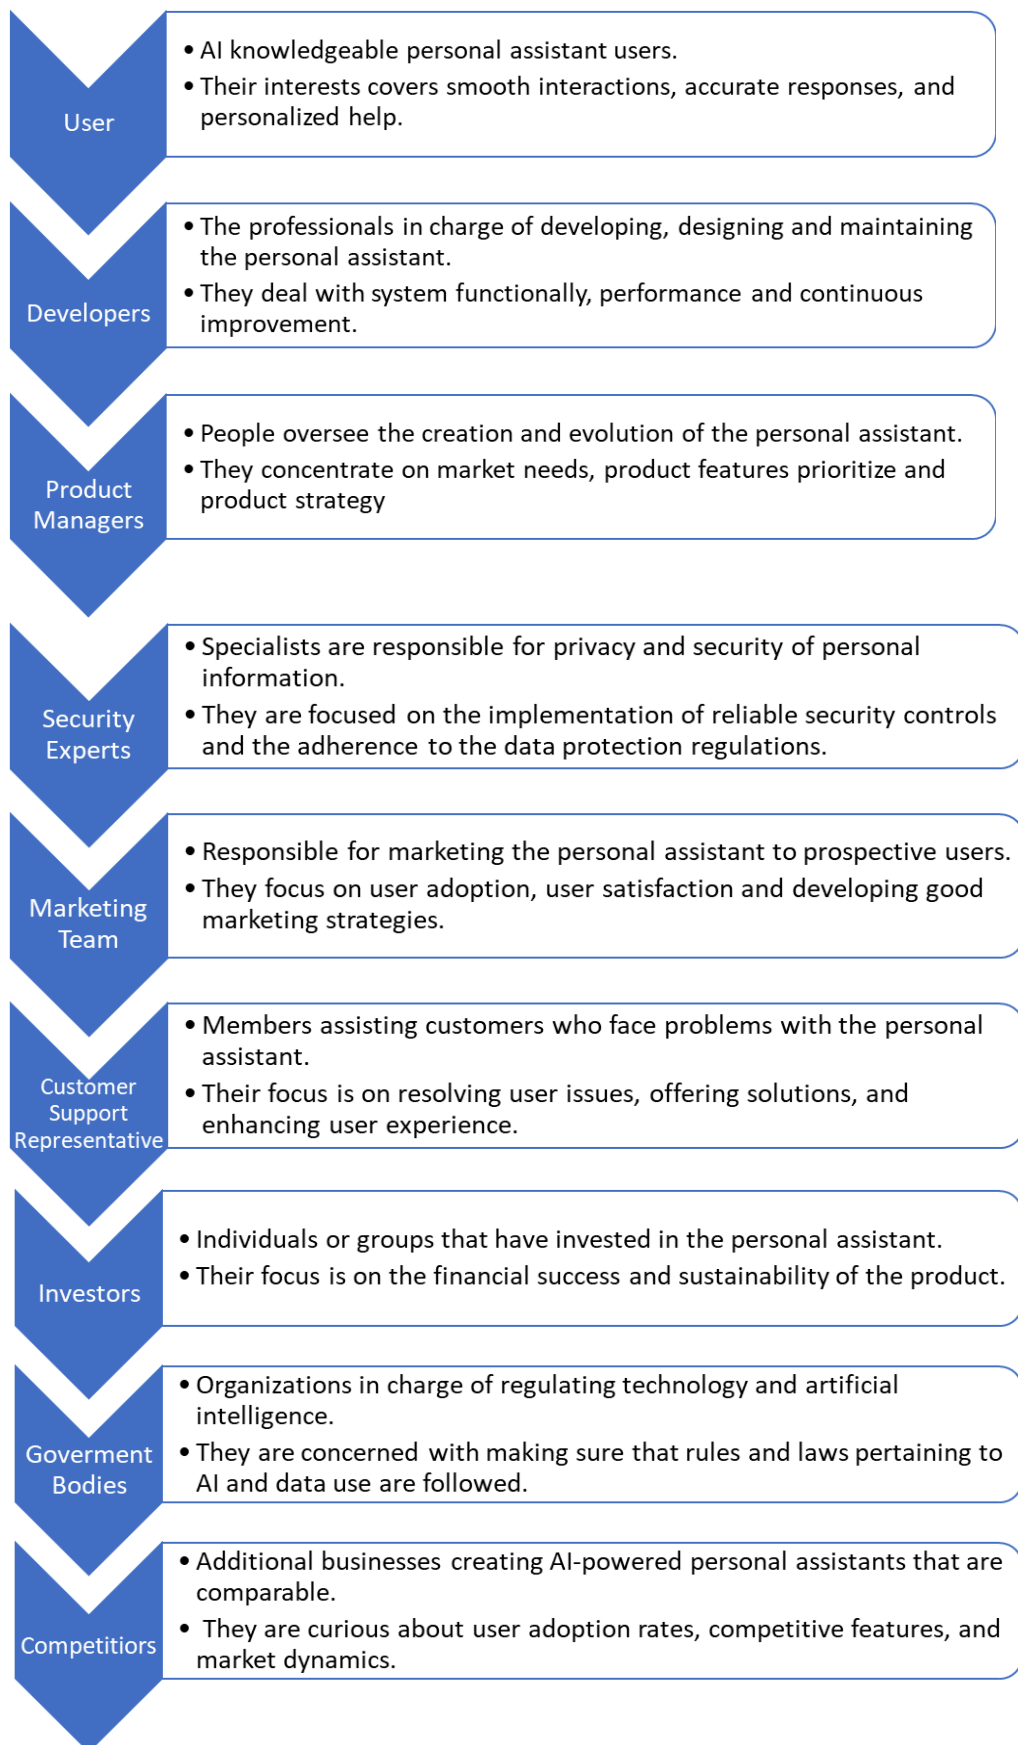 User
• AI knowledgeable personal assistant users.
• Their interests covers smooth interactions, accurate responses, and
personalized help.
Developers
• The professionals in charge of developing, designing and maintaining
the personal assistant.
• They deal with system functionally, performance and continuous
improvement.
Product
Managers
• People oversee the creation and evolution of the personal assistant.
• They concentrate on market needs, product features prioritize and
product strategy
Security
Experts
• Specialists are responsible for privacy and security of personal
information.
• They are focused on the implementation of reliable security controls
and the adherence to the data protection regulations.
Marketing
Team
• Responsible for marketing the personal assistant to prospective users.
• They focus on user adoption, user satisfaction and developing good
marketing strategies.
Customer
Support
Representative
• Members assisting customers who face problems with the personal
assistant.
• Their focus is on resolving user issues, offering solutions, and
enhancing user experience.
Investors
• Individuals or groups that have invested in the personal assistant.
• Their focus is on the financial success and sustainability of the product.
Goverment
Bodies
• Organizations in charge of regulating technology and artificial
intelligence.
• They are concerned with making sure that rules and laws pertaining to
AI and data use are followed.
Competitiors
• Additional businesses creating AI-powered personal assistants that are
comparable.
• They are curious about user adoption rates, competitive features, and
market dynamics.